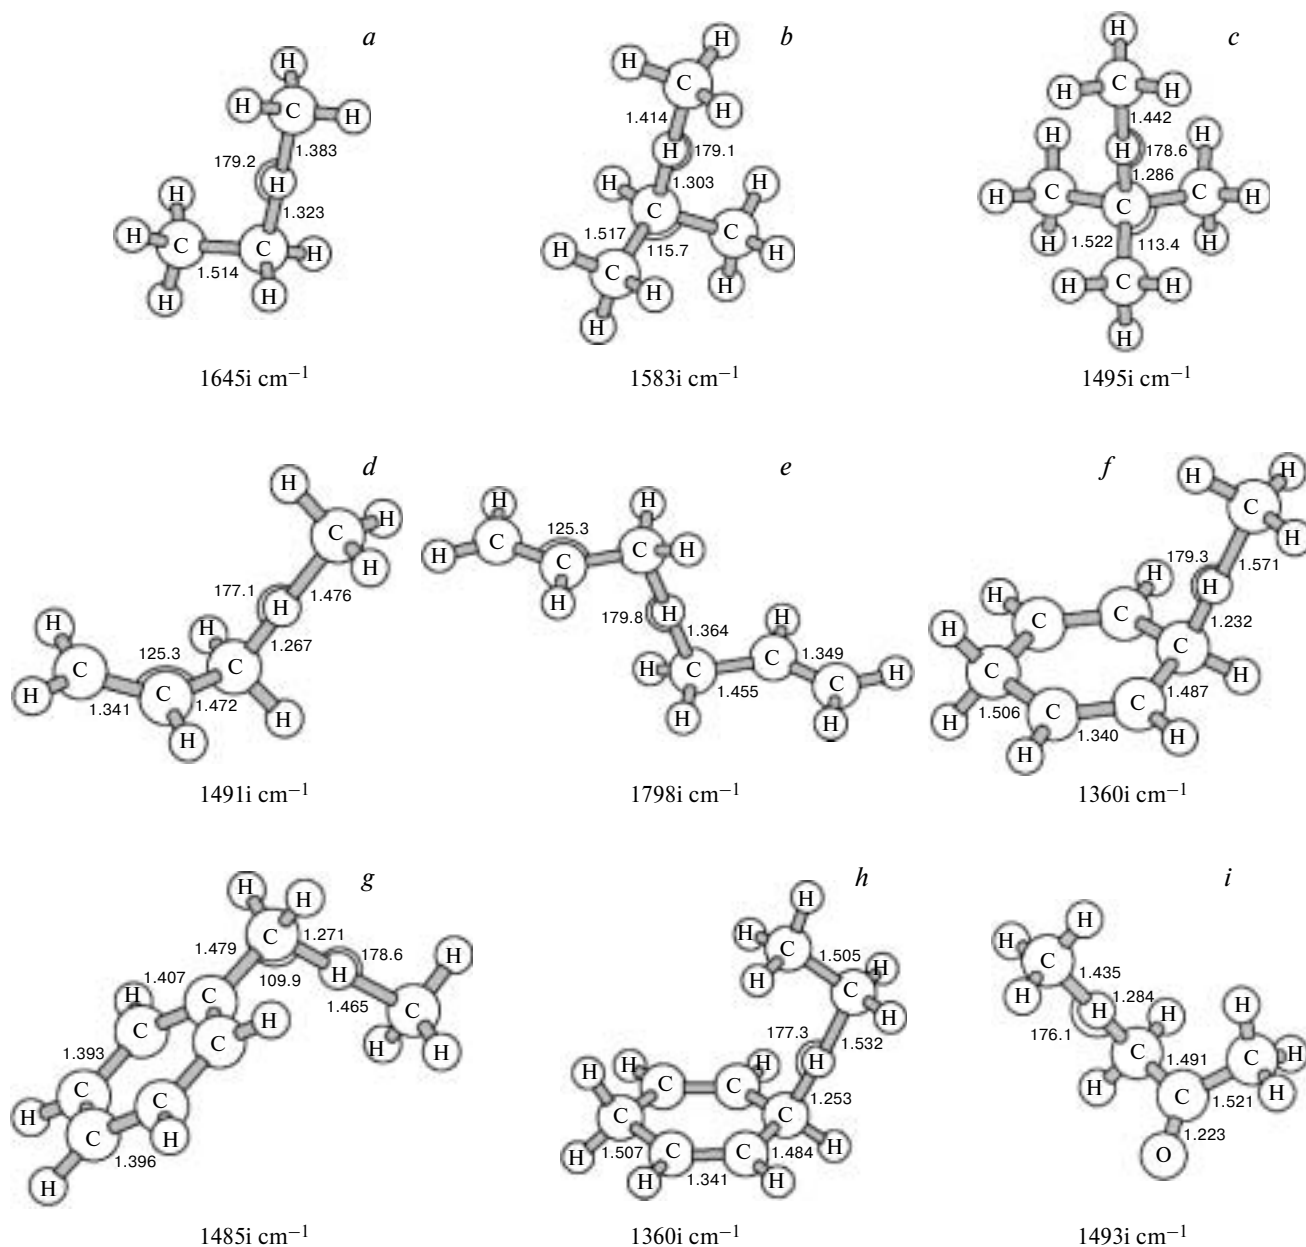 a
H
H C H
1.383
179.2
H
H 1.323
H C C H
1.514
H H
1645i cm−1
b
H H
C
1.414 H
H 179.1
H 1.303 H
C C
1.517 115.7
H C H
H H
H
1583i cm−1
c
H
H C H
1.442
H H 178.6 H
1.286
H C C C H
1.522 113.4
H H
H C H
H
1495i cm−1
d
H
C H
177.1 H
H 1.476
H H 1.267
125.3 C
C C
H 1.341 1.472 H
H
1491i cm−1
e
H H
125.3
C C H
H C
H 179.8 H
1.364 H
C 1.349
H C H
1.455 C
H H
1798i cm−1
f
H H
C
179.3 H
H 1.571
H H
C C 1.232
H C
C 1.487 H
H 1.506 C C
1.340 H
H
1360i cm−1
g
H H
C 1.271
1.479 178.6 H
109.9 H
1.407 C 1.465 C
H H
C C H H
1.393
C C
H C H
1.396
H
1485i cm−1
h
H
H C
1.505 H
H C
177.3 H
H 1.532
H H H
C C 1.253
C C
H 1.507 C C 1.484 H
H 1.341 H
1360i cm−1
i
H
H
C 1.435
H 1.284 H
176.1 H H
C C H
H 1.491
C 1.521 H
1.223
O
1493i cm−1